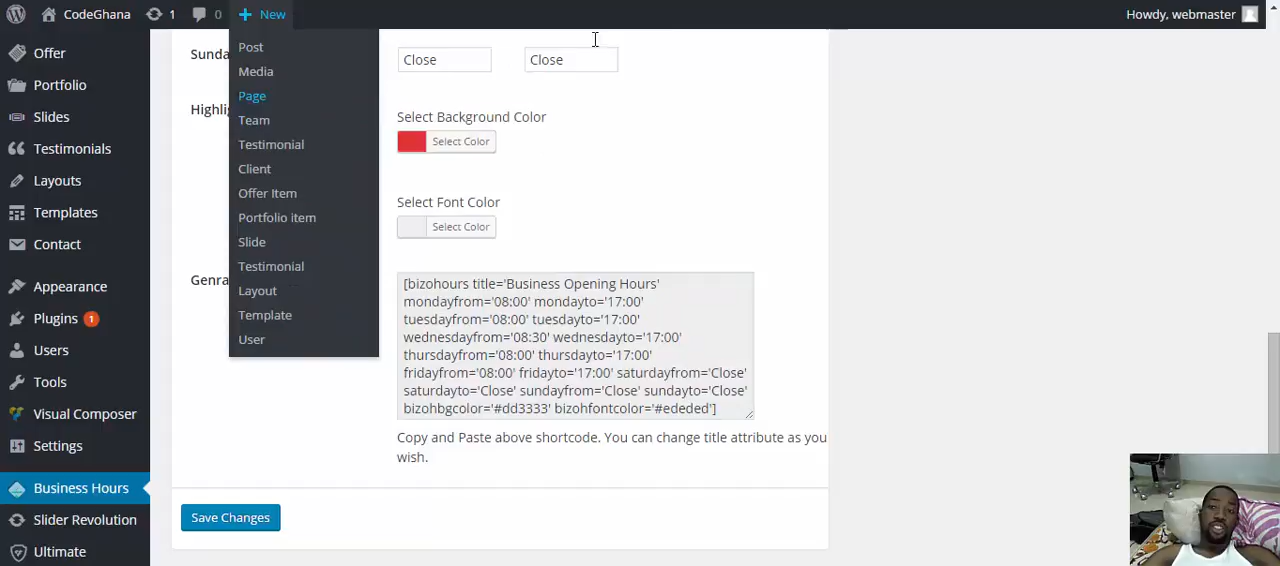 CodeGhana 1 0 + New Howdy, webmaster
Offer
Portfolio
Slides
Testimonials
Layouts
Templates
Contact
Appearance
Plugins 1
Users
Tools
Visual Composer
Settings
Business Hours
Slider Revolution
Ultimate
Post
Media
Page
Team
Testimonial
Client
Offer Item
Portfolio item
Slide
Testimonial
Layout
Template
User
Sunda
Close Close
Highli
Select Background Color
Select Color
Select Font Color
Select Color
Genra
[bizohours title='Business Opening Hours'
mondayfrom='08:00' mondayto='17:00'
tuesdayfrom='08:00' tuesdayto='17:00'
wednesdayfrom='08:30' wednesdayto='17:00'
thursdayfrom='08:00' thursdayto='17:00'
fridayfrom='08:00' fridayto='17:00' saturdayfrom='Close'
saturdayto='Close' sundayfrom='Close' sundayto='Close'
bizohbgcolor='#dd3333' bizohfontcolor='#ededed']
Copy and Paste above shortcode. You can change title attribute as you
wish.
Save Changes